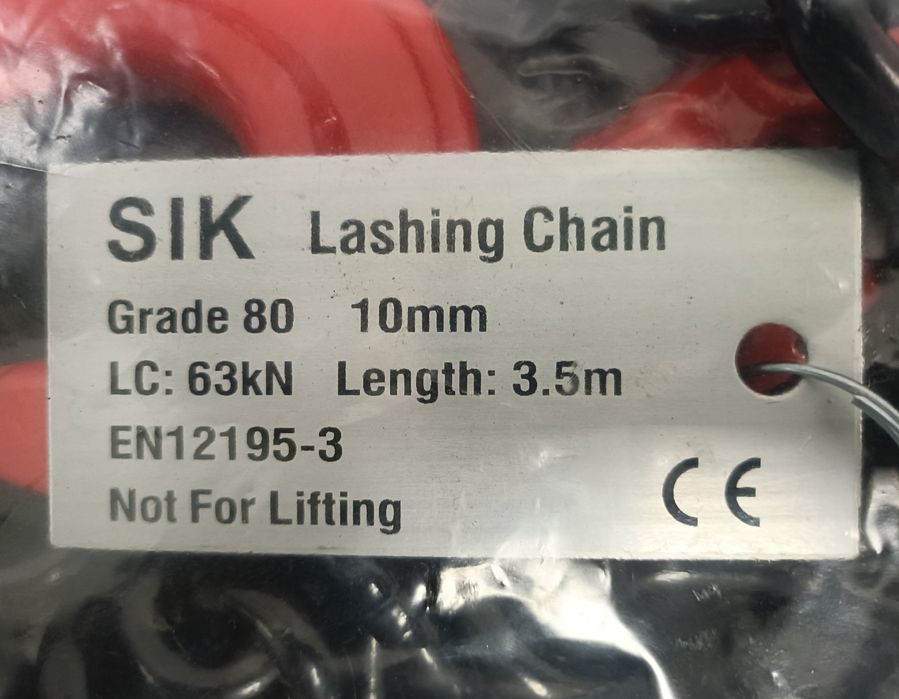 SIK Lashing Chain
Grade 80 10mm
LC: 63kN Length: 3.5m
EN12195-3
Not For Lifting
CE